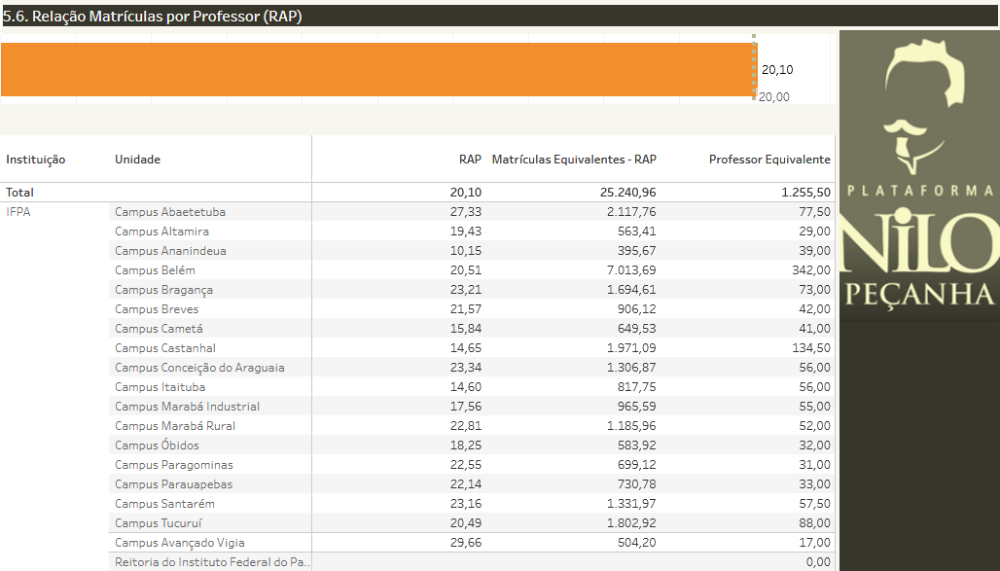 5.6. Relação Matrículas por Professor (RAP)
20,10
20,00
Instituição Unidade RAP Matrículas Equivalentes - RAP Professor Equivalente
Total 20,10 25.240,96 1.255,50
IFPA Campus Abaetetuba 27,33 2.117,76 77,50
Campus Altamira 19,43 563,41 29,00
Campus Ananindeua 10,15 395,67 39,00
Campus Belém 20,51 7.013,69 342,00
Campus Bragança 23,21 1.694,61 73,00
Campus Breves 21,57 906,12 42,00
Campus Cametá 15,84 649,53 41,00
Campus Castanhal 14,65 1.971,09 134,50
Campus Conceição do Araguaia 23,34 1.306,87 56,00
Campus Itaituba 14,60 817,75 56,00
Campus Marabá Industrial 17,56 965,59 55,00
Campus Marabá Rural 22,81 1.185,96 52,00
Campus Óbidos 18,25 583,92 32,00
Campus Paragominas 22,55 699,12 31,00
Campus Parauapebas 22,14 730,78 33,00
Campus Santarém 23,16 1.331,97 57,50
Campus Tucuruí 20,49 1.802,92 88,00
Campus Avançado Vigia 29,66 504,20 17,00
Reitoria do Instituto Federal do Pa.. 0,00
PLATAFORMA
NiLO
PEÇANHA